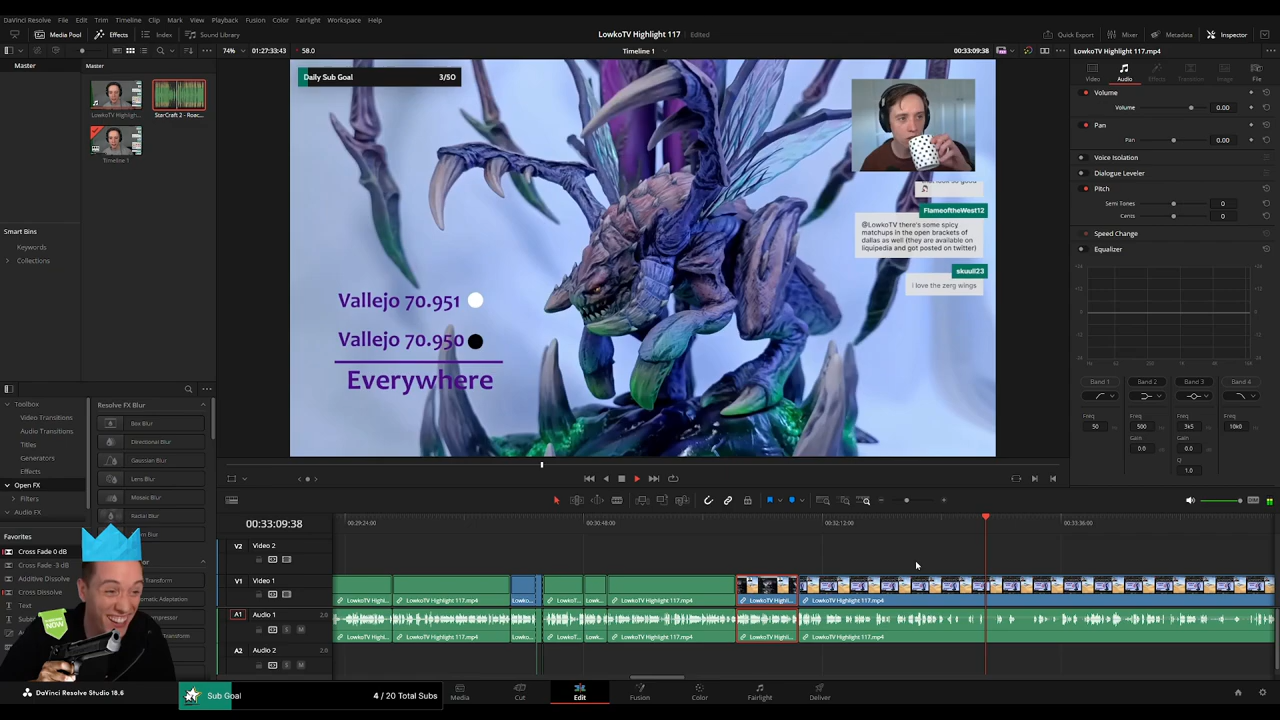 DaVinci Resolve File Edit Trim Timeline Clip Mark View Playback Fusion Color Fairlight Workspace Help
Media Pool Effects Index Sound Library
LowkoTV Highlight 117 Edited
Quick Export Mixer Metadata Inspector
74% 01:27:33:43 58.0
Timeline 1
00:33:09:38
LowkoTV Highlight 117.mp4
Master
Master
LowkoTV Highligh...
StarCraft 2 - Roac...
Timeline 1
Smart Bins
Keywords
Collections
Daily Sub Goal 3/50
FlameoftheWest12
@LowkoTV there's some spicy
matchups in the open brackets of
dallas as well (they are available on
liquipedia and got posted on twitter)
skuull23
i love the zerg wings
Vallejo 70.951
Vallejo 70.950
Everywhere
Video Audio Effects Transition Image File
Volume
Volume 0.00
Pan
Pan 0.00
Voice Isolation
Dialogue Leveler
Pitch
Semi Tones 0
Cents 0
Speed Change
Equalizer
Band 1 Band 2 Band 3 Band 4
Freq Freq Freq Freq
50 500 3k5 10k0
Gain Gain
0.0 0.0
Q
1.0
Toolbox
Video Transitions
Audio Transitions
Titles
Generators
Effects
Open FX
Filters
Audio FX
Favorites
Cross Fade 0 dB
Cross Fade -3 dB
Additive Dissolve
Cross Dissolve
Text
Resolve FX Blur
Box Blur
Directional Blur
Gaussian Blur
Lens Blur
Mosaic Blur
Radial Blur
SUBSCRIBE
NOW
00:33:09:38
00:29:24:00 00:30:48:00 00:32:12:00 00:33:36:00
V2 Video 2
V1 Video 1
LowkoTV Highlight 117.mp4
A1 Audio 1 2.0
S M
LowkoTV Highlight 117.mp4
A2 Audio 2 2.0
S M
DaVinci Resolve Studio 18.6
Sub Goal 4 / 20 Total Subs
Media Cut Edit Fusion Color Fairlight Deliver